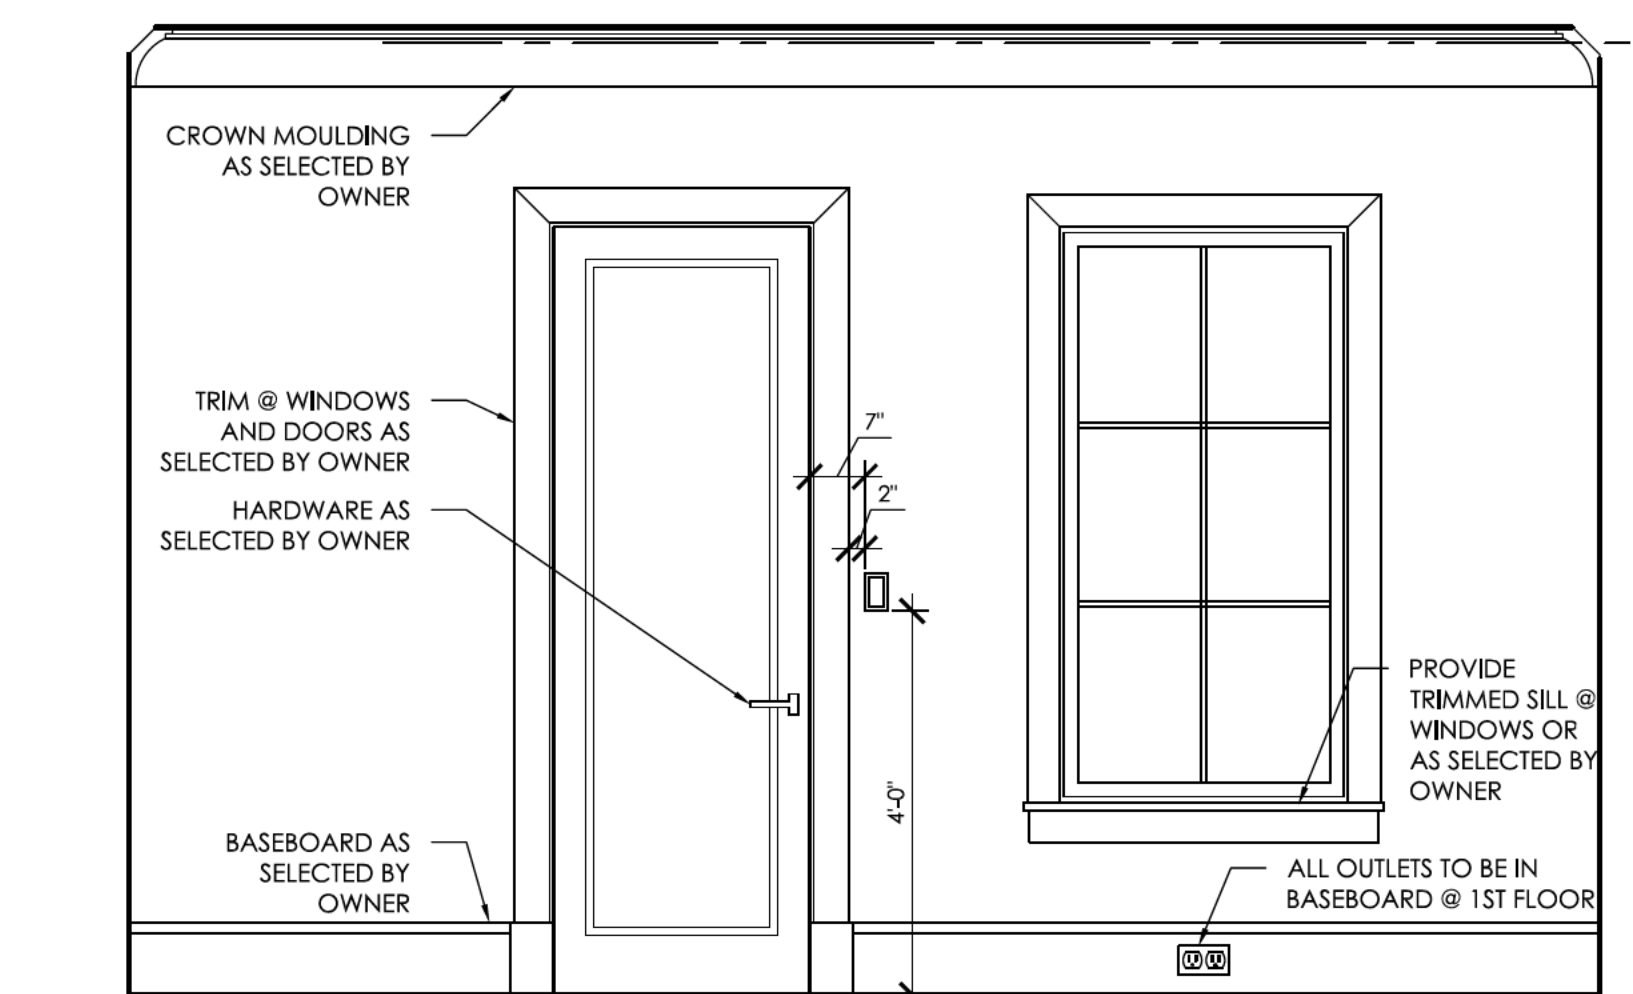 CROWN MOULDING
AS SELECTED BY
OWNER
TRIM @ WINDOWS
AND DOORS AS
SELECTED BY OWNER
7"
2"
HARDWARE AS
SELECTED BY OWNER
PROVIDE
TRIMMED SILL @
WINDOWS OR
AS SELECTED BY
OWNER
4'-0"
BASEBOARD AS
SELECTED BY
OWNER
ALL OUTLETS TO BE IN
BASEBOARD @ 1ST FLOOR